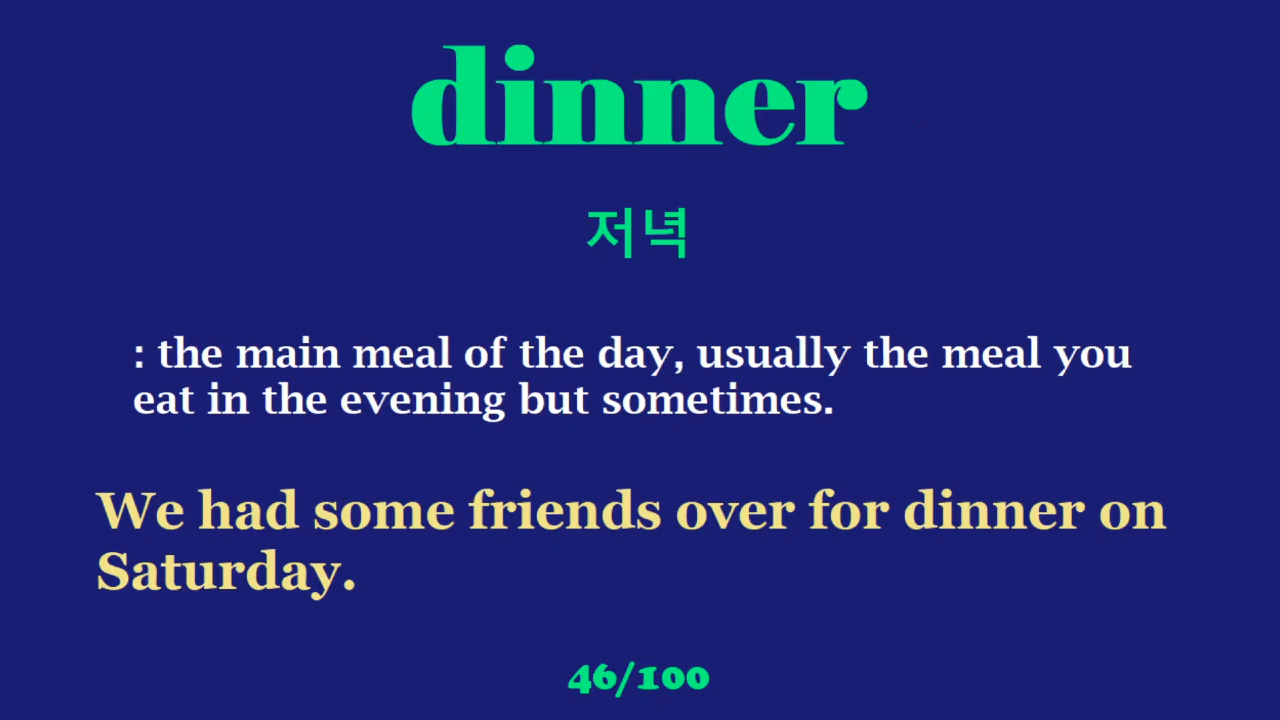 dinner
저녁
: the main meal of the day, usually the meal you
eat in the evening but sometimes.
We had some friends over for dinner on
Saturday.
46/100